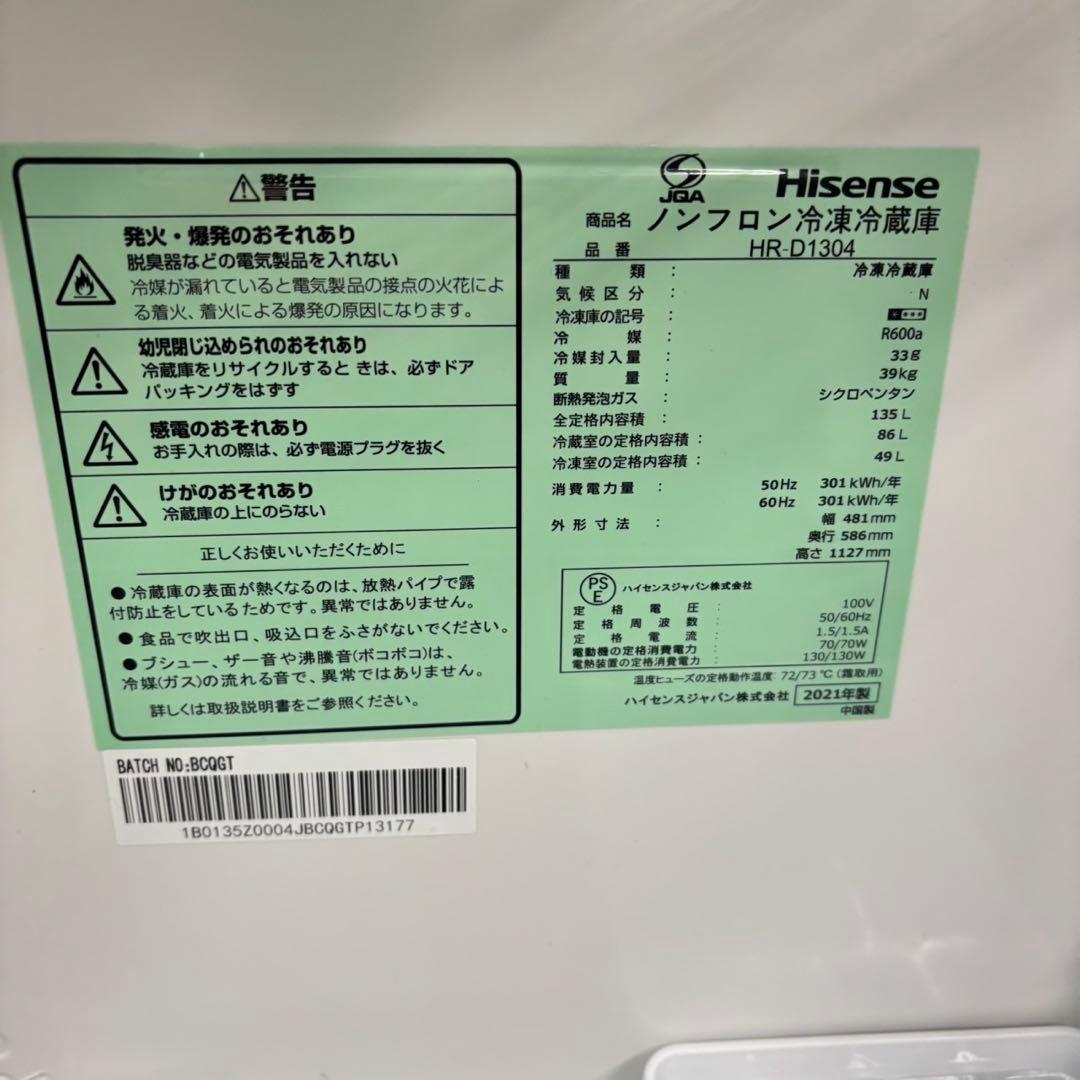 ⚠警告
発火・爆発のおそれあり
脱臭器などの電気製品を入れない
冷媒が漏れていると電気製品の接点の火花によ
る着火、着火による爆発の原因になります。
幼児閉じ込められのおそれあり
冷蔵庫をリサイクルすると きは、必ずドア
パッキングをはずす
感電のおそれあり
お手入れの際は、必ず電源プラグを抜く
けがのおそれあり
冷蔵庫の上にのらない
正しくお使いいただくために
●冷蔵庫の表面が熱くなるのは、放熱パイプで露
付防止をしているためです。異常ではありません。
●食品で吹出口、吸込口をふさがないでください。
●ブシュー、ザー音や沸騰音(ボコボコ)は、
冷媒(ガス)の流れる音で、異常ではありません。
詳しくは取扱説明書をご参照ください。
JQA Hisense
商品名 ノンフロン冷凍冷蔵庫
品番 HR-D1304
種類 : 冷凍冷蔵庫
気候区分 : N
冷凍庫の記号 :
冷媒 : R600a
冷媒封入量 : 33g
質量 : 39kg
断熱発泡ガス : シクロペンタン
全定格内容積 : 135L
冷蔵室の定格内容積 : 86L
冷凍室の定格内容積 : 49L
消費電力量 : 50Hz 301kWh/年
60Hz 301kWh/年
外形寸法 : 幅 481mm
奥行 586mm
高さ 1127mm
PSE ハイセンスジャパン株式会社
定格電圧 : 100V
定格周波数 : 50/60Hz
定格電流 : 1.5/1.5A
電動機の定格消費電力 : 70/70W
電熱装置の定格消費電力 : 130/130W
温度ヒューズの定格動作温度: 72/73 ℃(霜取用)
ハイセンスジャパン株式会社 2021年製
中国製
BATCH NO:BCQGT
1B0135Z0004JBCQGTP13177